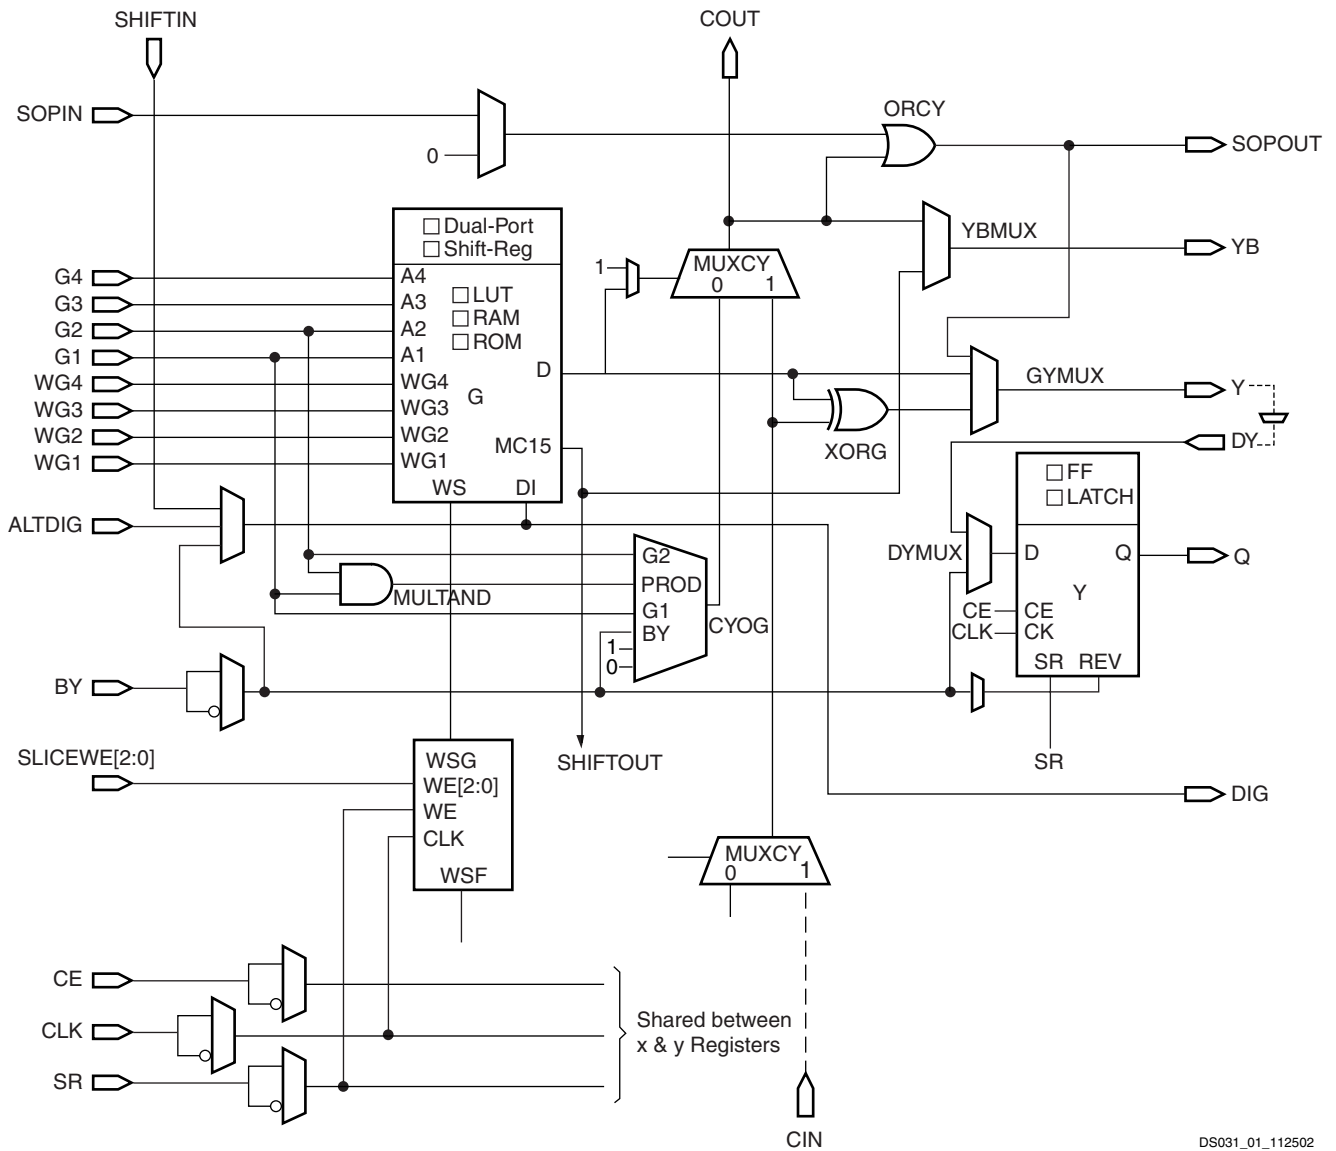 SHIFTIN
COUT
SOPIN
0
ORCY
SOPOUT
Dual-Port
Shift-Reg
G4
G3
G2
G1
WG4
WG3
WG2
WG1
A4
A3
A2
A1
WG4
WG3
WG2
WG1
LUT
RAM
ROM
G
D
MC15
WS
DI
1
MUXCY
0
1
YBMUX
YB
GYMUX
Y
XORG
DY
FF
LATCH
DYMUX
D
Q
Q
Y
CE
CE
CLK
CK
SR
REV
SR
ALTDIG
MULTAND
G2
PROD
G1
BY
1
0
CYOG
BY
SHIFTOUT
DIG
SLICEWE[2:0]
WSG
WE[2:0]
WE
CLK
WSF
MUXCY
0
1
CE
CLK
SR
Shared between
x & y Registers
CIN
DS031_01_112502